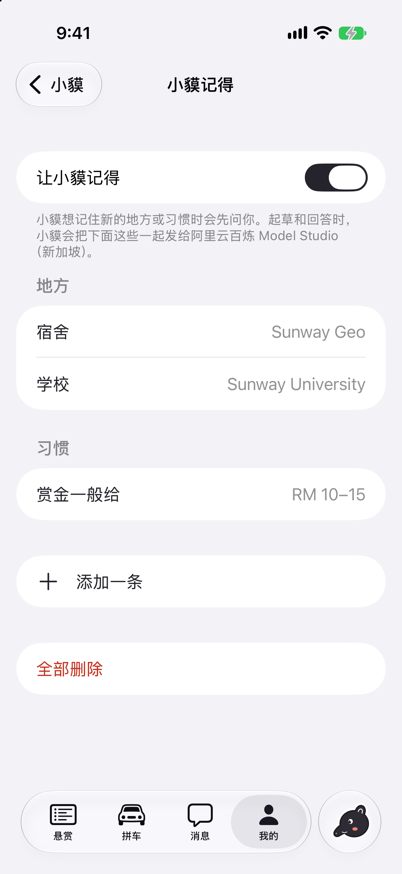 9:41
小貘
小貘记得
让小貘记得
小貘想记住新的地方或习惯时会先问你。起草和回答时，
小貘会把下面这些一起发给阿里云百炼 Model Studio
（新加坡）。
地方
宿舍 Sunway Geo
学校 Sunway University
习惯
赏金一般给 RM 10–15
添加一条
全部删除
悬赏 拼车 消息 我的